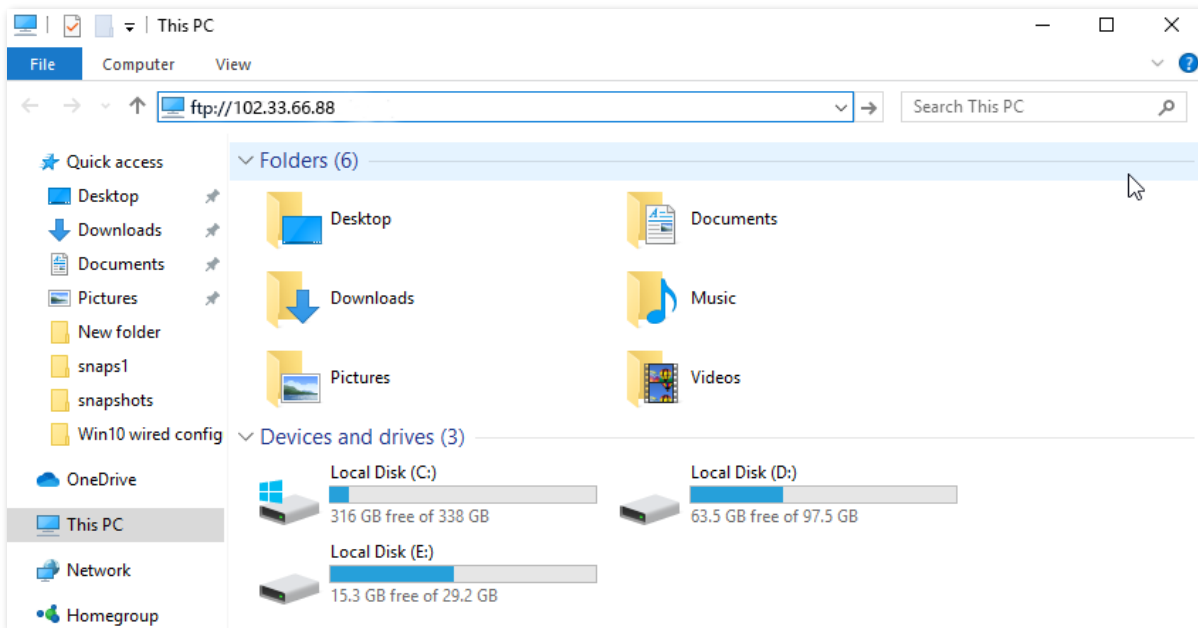 This PC
File Computer View
?
ftp://102.33.66.88
Search This PC
Quick access
Desktop
Downloads
Documents
Pictures
New folder
snaps1
snapshots
Win10 wired config
OneDrive
This PC
Network
Homegroup
Folders (6)
Desktop
Documents
Downloads
Music
Pictures
Videos
Devices and drives (3)
Local Disk (C:)
316 GB free of 338 GB
Local Disk (D:)
63.5 GB free of 97.5 GB
Local Disk (E:)
15.3 GB free of 29.2 GB